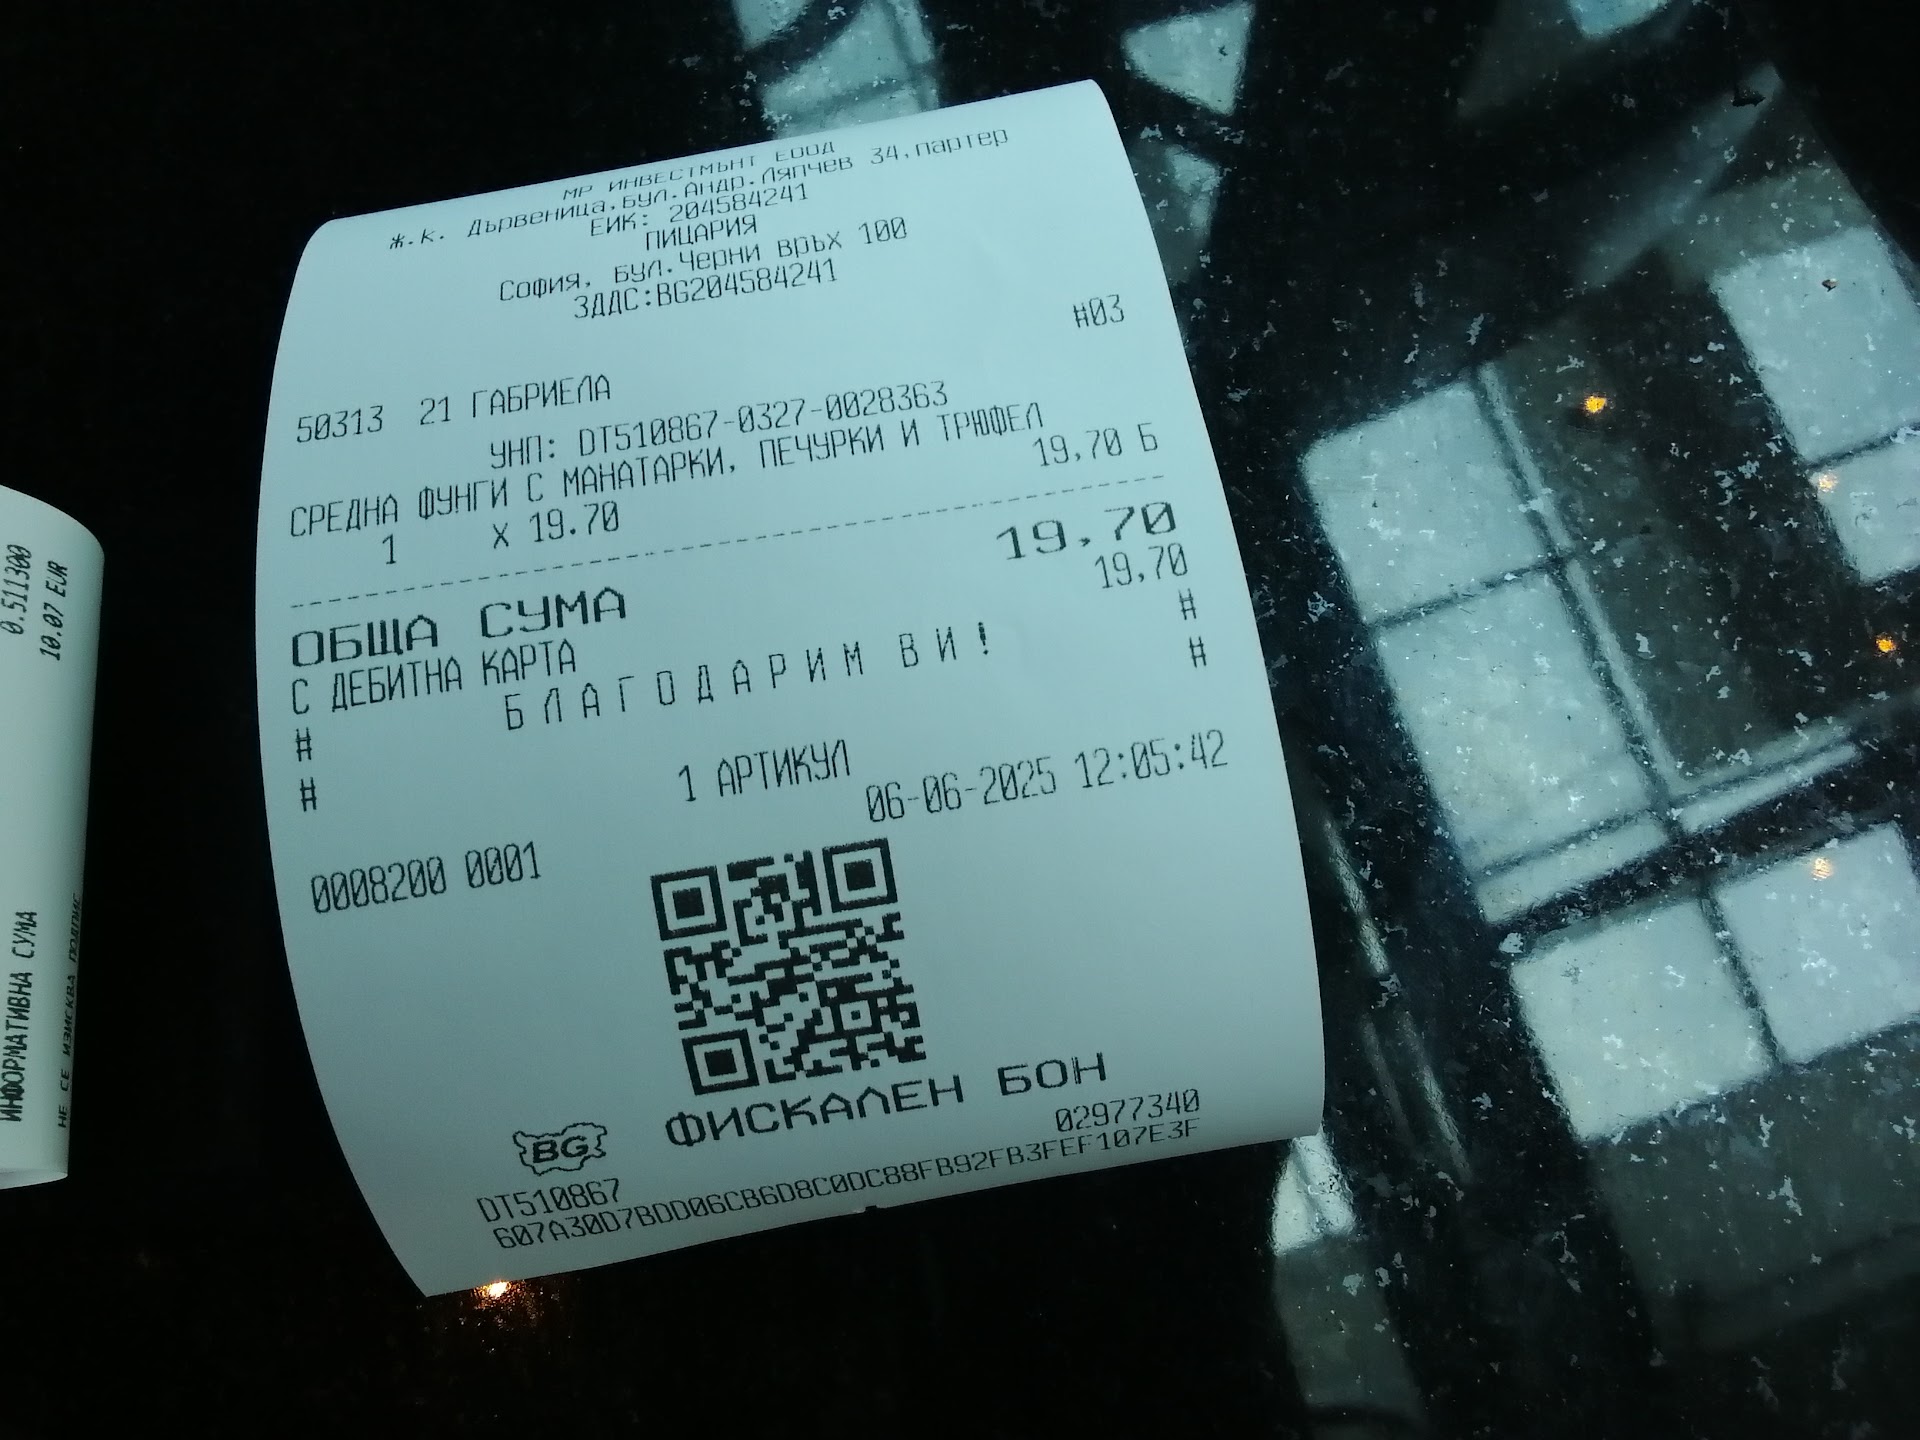 МР ИНВЕСТМЪНТ ЕООД
ж.к. Дървеница,бул.Андр.Ляпчев 34,партер
ЕИК: 204584241
ПИЦАРИЯ
София, бул.Черни връх 100
ЗДДС:BG204584241
#03
50313 21 ГАБРИЕЛА
УНП: DT510867-0327-0028363
СРЕДНА ФУНГИ С МАНАТАРКИ, ПЕЧУРКИ И ТРЮФЕЛ
1 X 19.70 19,70 Б
ОБЩА СУМА 19,70
С ДЕБИТНА КАРТА 19,70
# БЛАГОДАРИМ ВИ! #
# #
1 АРТИКУЛ
0008200 0001 06-06-2025 12:05:42
ФИСКАЛЕН БОН
BG
DT510867 02977340
607A30D7BDD06CB6D8C0DC88FB92FB3FEF107E3F
0.511300
10.07 EUR
ИНФОРМАТИВНА СУМА
НЕ СЕ ИЗИСКВА ПОДПИС